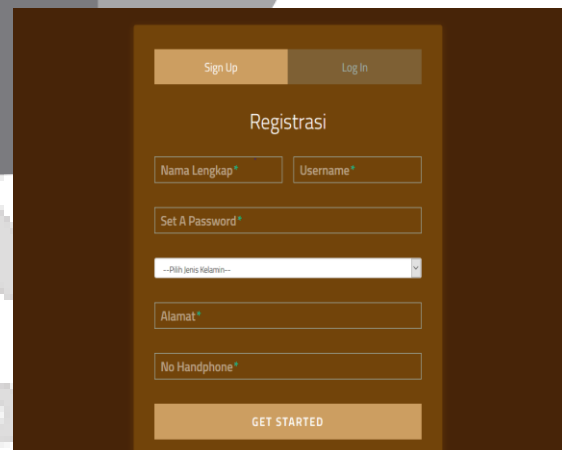 Sign Up Log In
Registrasi
Nama Lengkap* Username*
Set A Password*
---Pilih Jenis Kelamin---
Alamat*
No Handphone*
GET STARTED